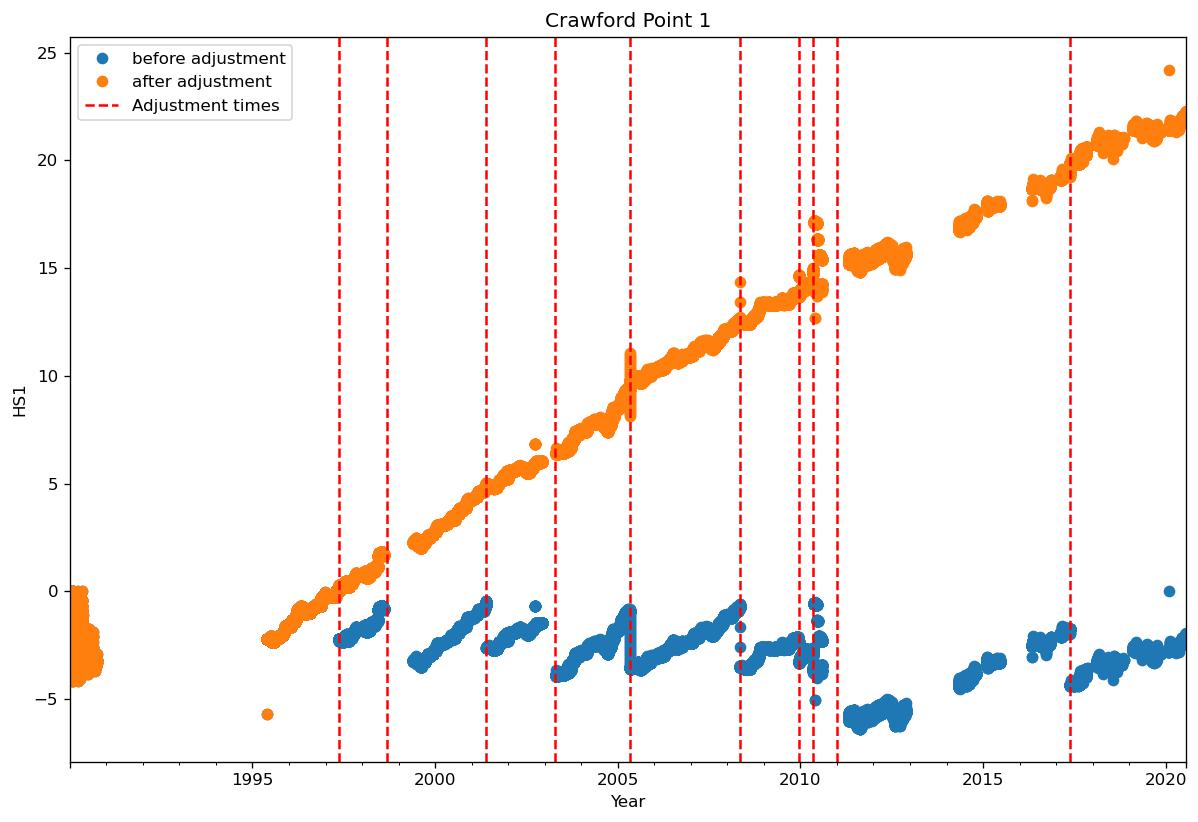 Crawford Point 1
before adjustment
after adjustment
Adjustment times
HS1
25
20
15
10
5
0
−5
1995 2000 2005 2010 2015 2020
Year